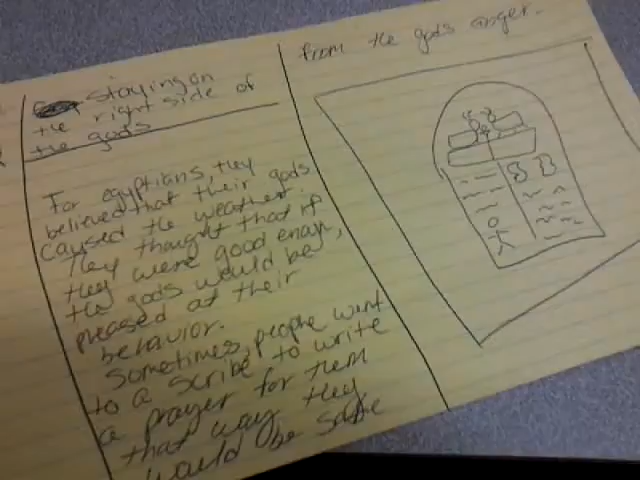 staying on
the right side of
the gods
For egyptians, they
believed that their gods
caused the weather.
They thought that if
they were good enogh,
the gods would be
pleased at their
behavior.
Sometimes, people went
to a scribe to write
a prayer for them
that way they
would be safe
from the gods anger.